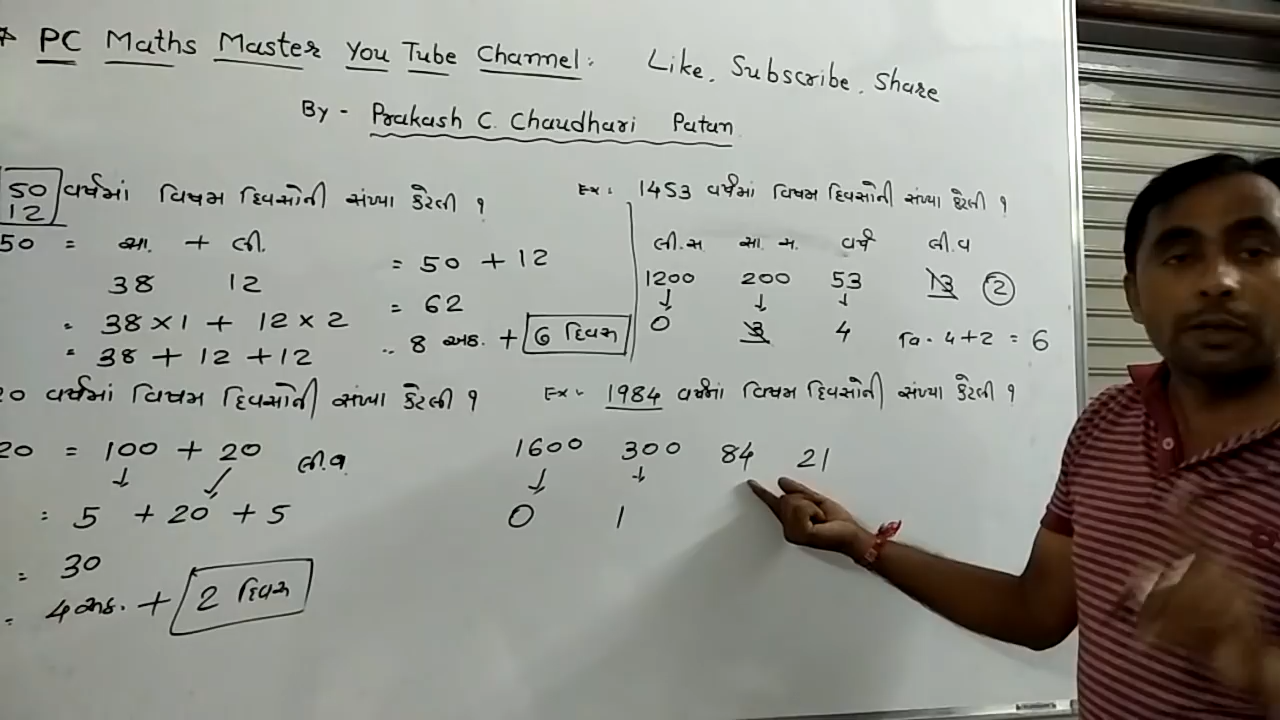 * PC Maths Master You Tube Channel: Like, Subscribe, Share
By - Prakash C. Chaudhari Patan
50 વર્ષમાં વિષમ દિવસોની સંખ્યા કેટલી ?
12
50 = સા. + લી.
38 12
= 38 × 1 + 12 × 2
= 38 + 12 + 12
= 50 + 12
= 62
∴ 8 અઠ. + 6 દિવસ
Ex: 1453 વર્ષમાં વિષમ દિવસોની સંખ્યા કેટલી ?
લી.સ સા. સ. વર્ષ લી.વ
1200 200 53 13 2
↓ ↓ ↓
0 3 4 વિ. 4+2 = 6
20 વર્ષમાં વિષમ દિવસોની સંખ્યા કેટલી ?
20 = 100 + 20 લી.વ
↓ ↓
= 5 + 20 + 5
= 30
= 4 અઠ. + 2 દિવસ
Ex: 1984 વર્ષમાં વિષમ દિવસોની સંખ્યા કેટલી ?
1600 300 84 21
↓ ↓
0 1